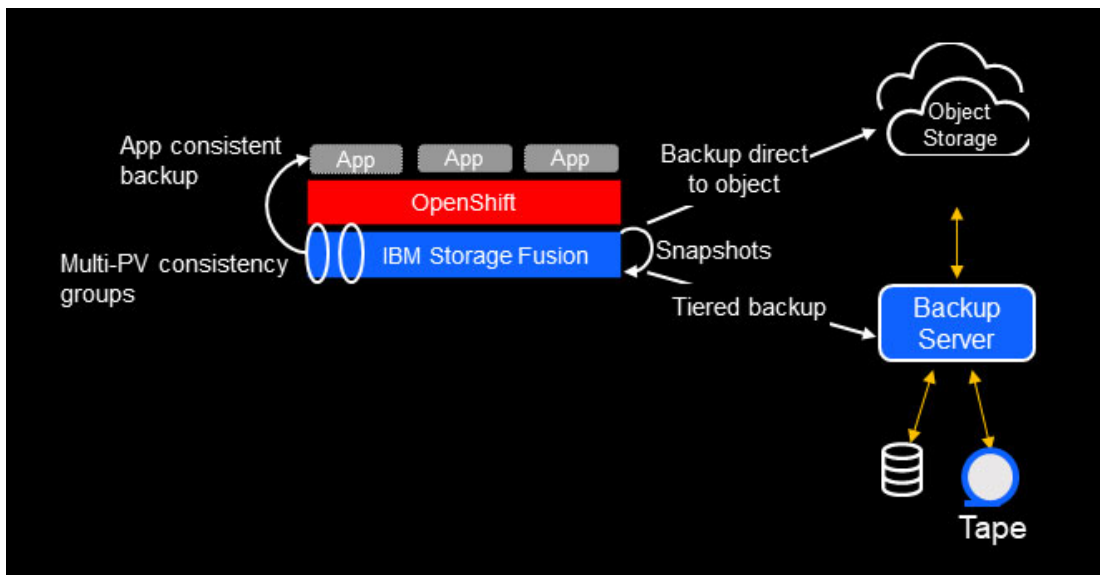 App consistent
backup
App
App
App
OpenShift
IBM Storage Fusion
Multi-PV consistency
groups
Backup direct
to object
Snapshots
Tiered backup
Object
Storage
Backup
Server
Tape